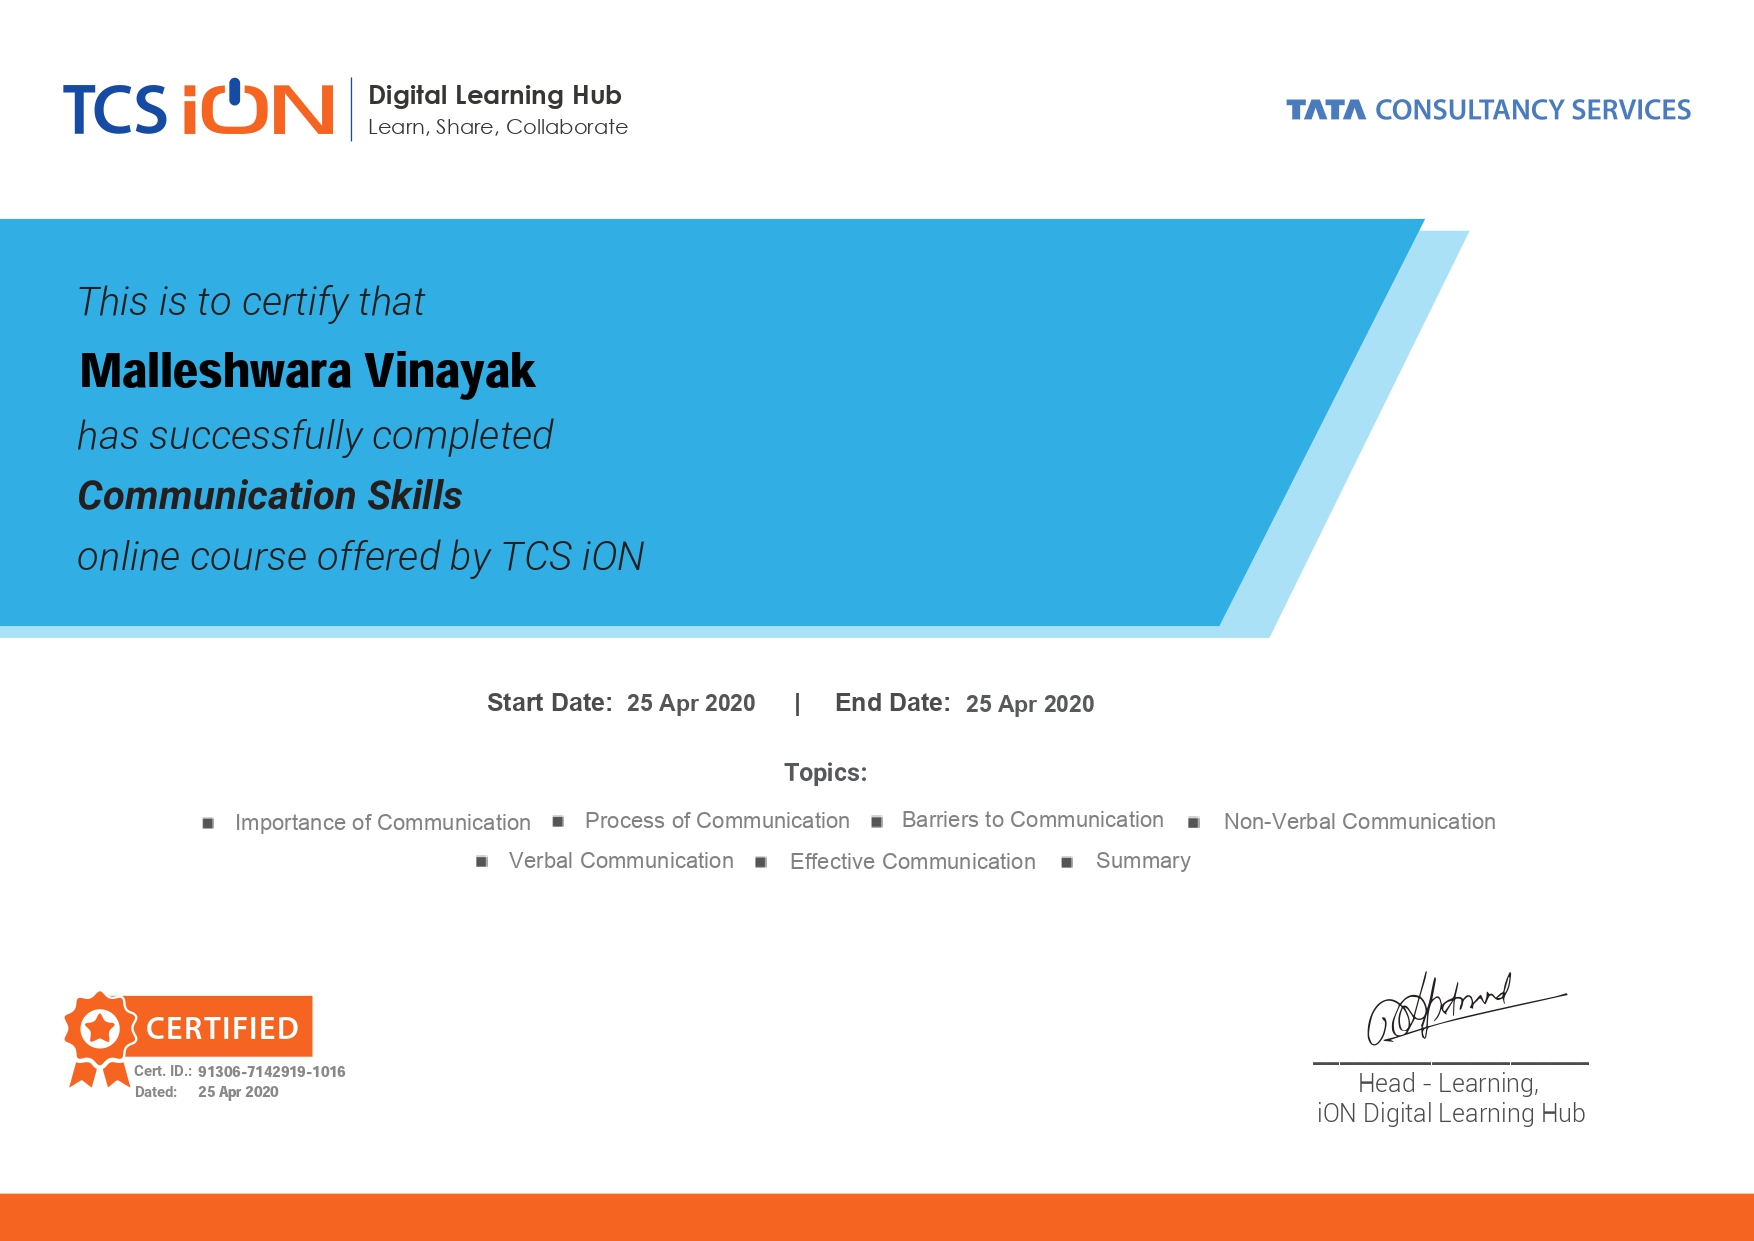 TCS iON
Digital Learning Hub
Learn, Share, Collaborate
TATA CONSULTANCY SERVICES
This is to certify that
Malleshwara Vinayak
has successfully completed
Communication Skills
online course offered by TCS iON
Start Date: 25 Apr 2020 | End Date: 25 Apr 2020
Topics:
Importance of Communication Process of Communication Barriers to Communication Non-Verbal Communication
Verbal Communication Effective Communication Summary
CERTIFIED
Cert. ID.: 91306-7142919-1016
Dated: 25 Apr 2020
Head - Learning,
iON Digital Learning Hub